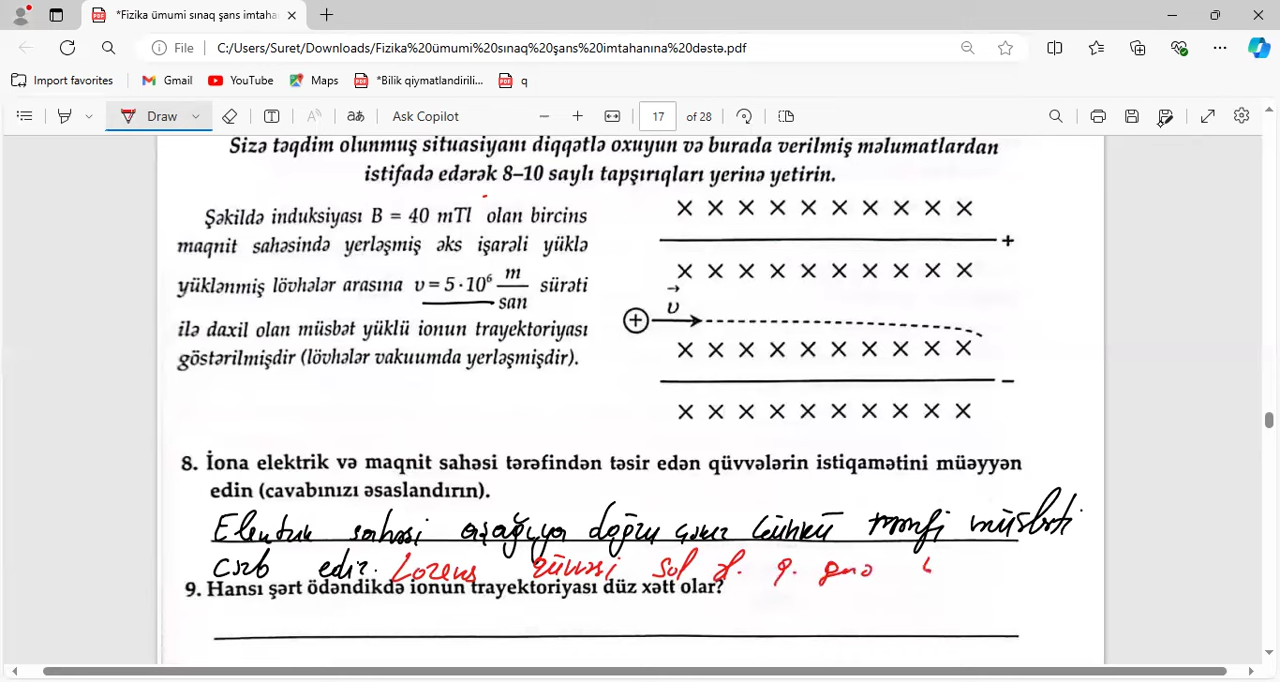 *Fizika ümumi sınaq şans imtaha
File C:/Users/Suret/Downloads/Fizika%20ümumi%20sınaq%20şans%20imtahanına%20dəstə.pdf
Import favorites Gmail YouTube Maps *Bilik qiymatlandirili... q
Draw Ask Copilot 17 of 28
Sizə təqdim olunmuş situasiyanı diqqətlə oxuyun və burada verilmiş məlumatlardan
istifadə edərək 8–10 saylı tapşırıqları yerinə yetirin.
Şəkildə induksiyası B = 40 mTl olan bircins
maqnit sahəsində yerləşmiş əks işarəli yüklə
yüklənmiş lövhələr arasına υ = 5 · 10⁶ m/san sürəti
ilə daxil olan müsbət yüklü ionun trayektoriyası
göstərilmişdir (lövhələr vakuumda yerləşmişdir).
× × × × × × × × × ×
+
× × × × × × × × × ×
υ
+
× × × × × × × × × ×
–
× × × × × × × × × ×
8. İona elektrik və maqnit sahəsi tərəfindən təsir edən qüvvələrin istiqamətini müəyyən
edin (cavabınızı əsaslandırın).
sahəsi aşağıya doğru çünkü mənfi müsbəti
cəzb edir. Lorens qüvvəsi sol ə. q. görə
9. Hansı şərt ödəndikdə ionun trayektoriyası düz xətt olar?